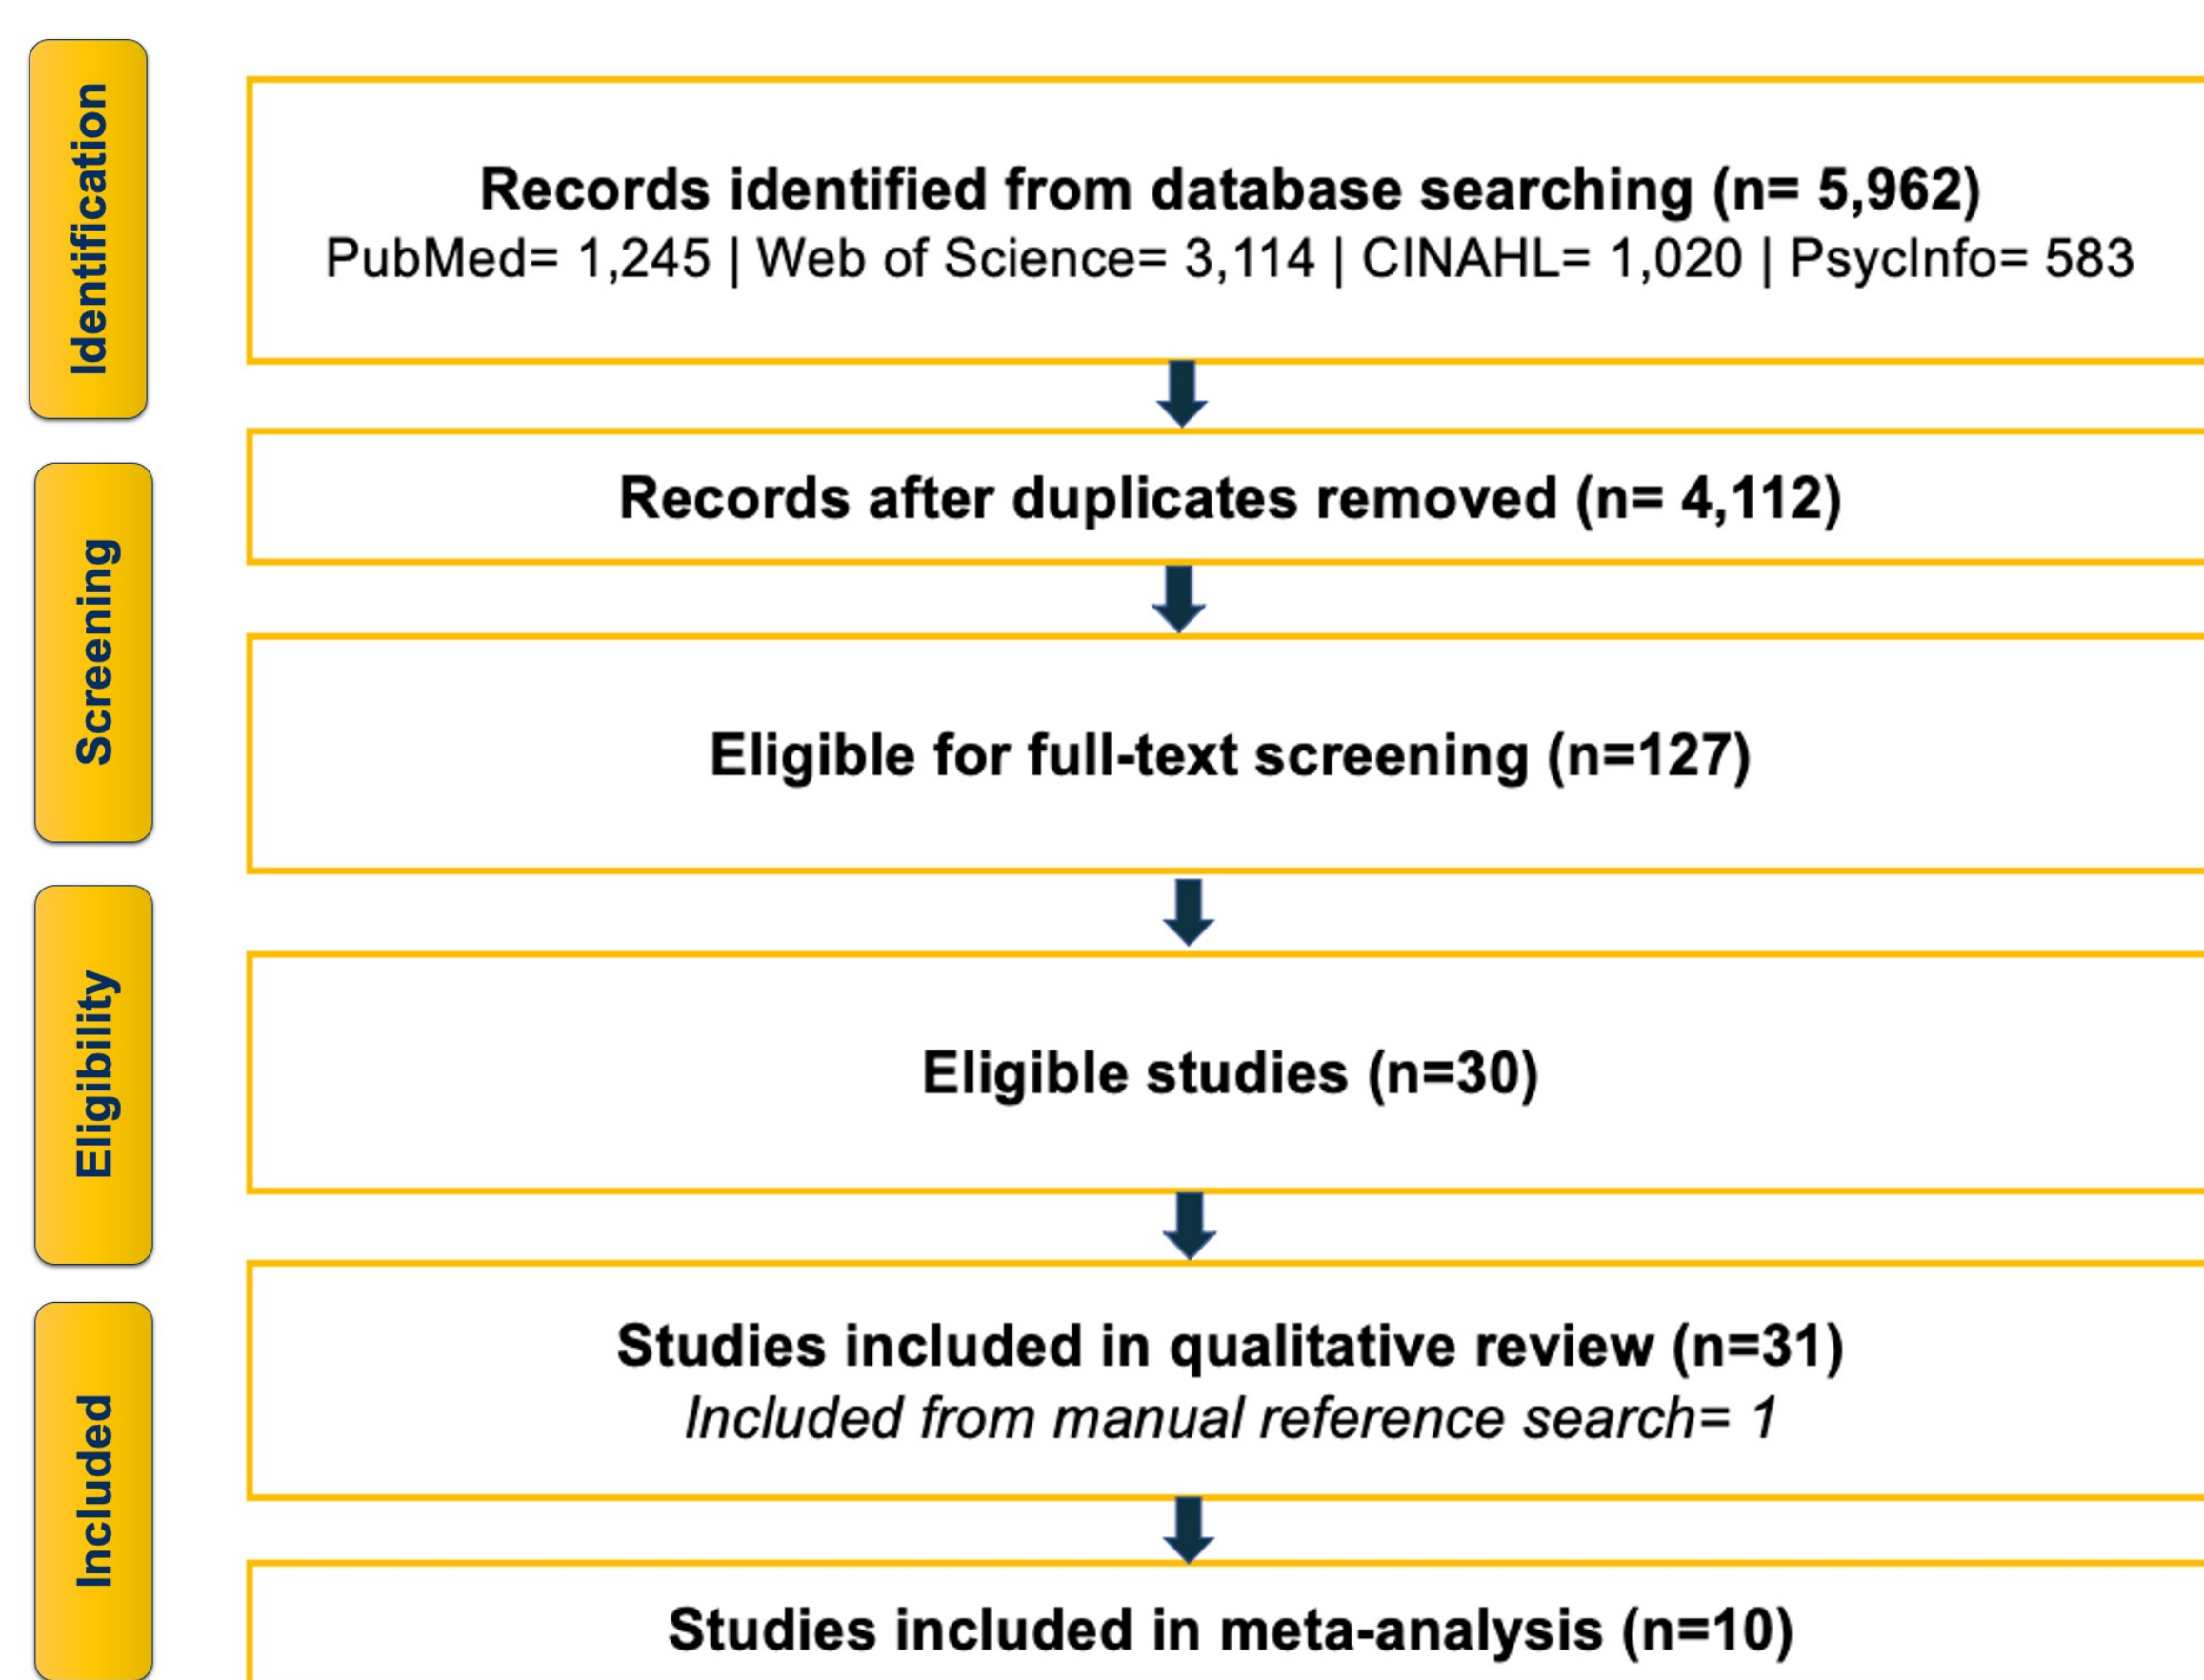 Identification
Records identified from database searching (n= 5,962)
PubMed= 1,245 | Web of Science= 3,114 | CINAHL= 1,020 | PsycInfo= 583
Screening
Records after duplicates removed (n= 4,112)
Eligible for full-text screening (n=127)
Eligibility
Eligible studies (n=30)
Included
Studies included in qualitative review (n=31)
Included from manual reference search= 1
Studies included in meta-analysis (n=10)